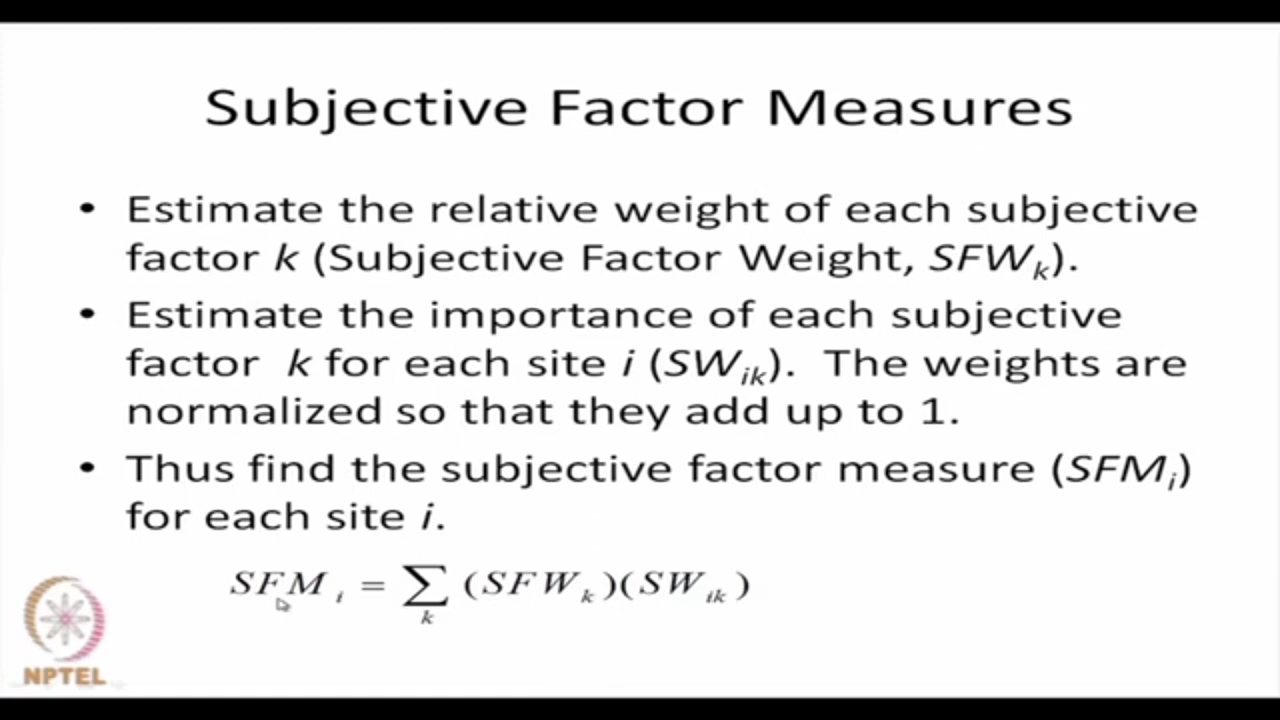 Subjective Factor Measures
• Estimate the relative weight of each subjective
factor k (Subjective Factor Weight, SFWₖ).
• Estimate the importance of each subjective
factor k for each site i (SWᵢₖ). The weights are
normalized so that they add up to 1.
• Thus find the subjective factor measure (SFMᵢ)
for each site i.
SFMᵢ = ∑ₖ (SFWₖ)(SWᵢₖ)
NPTEL